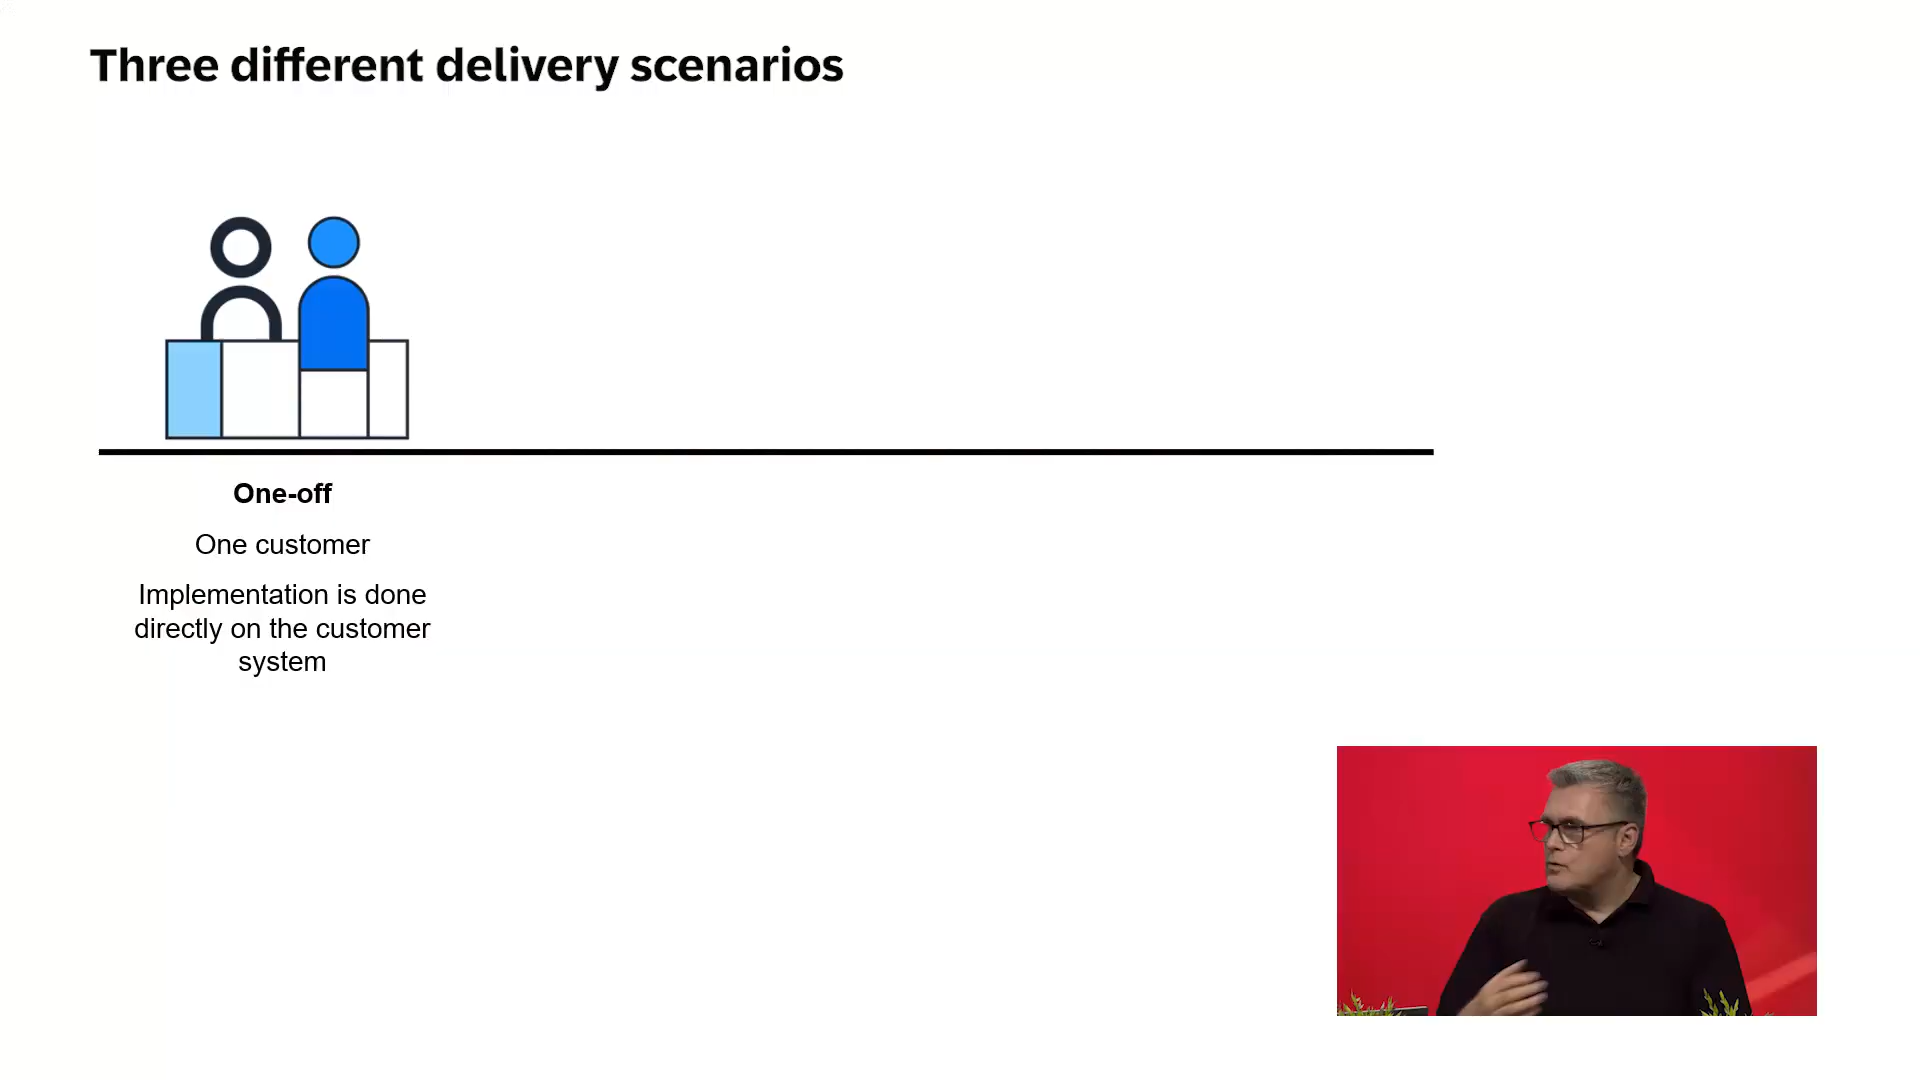 Three different delivery scenarios
One-off
One customer
Implementation is done
directly on the customer
system